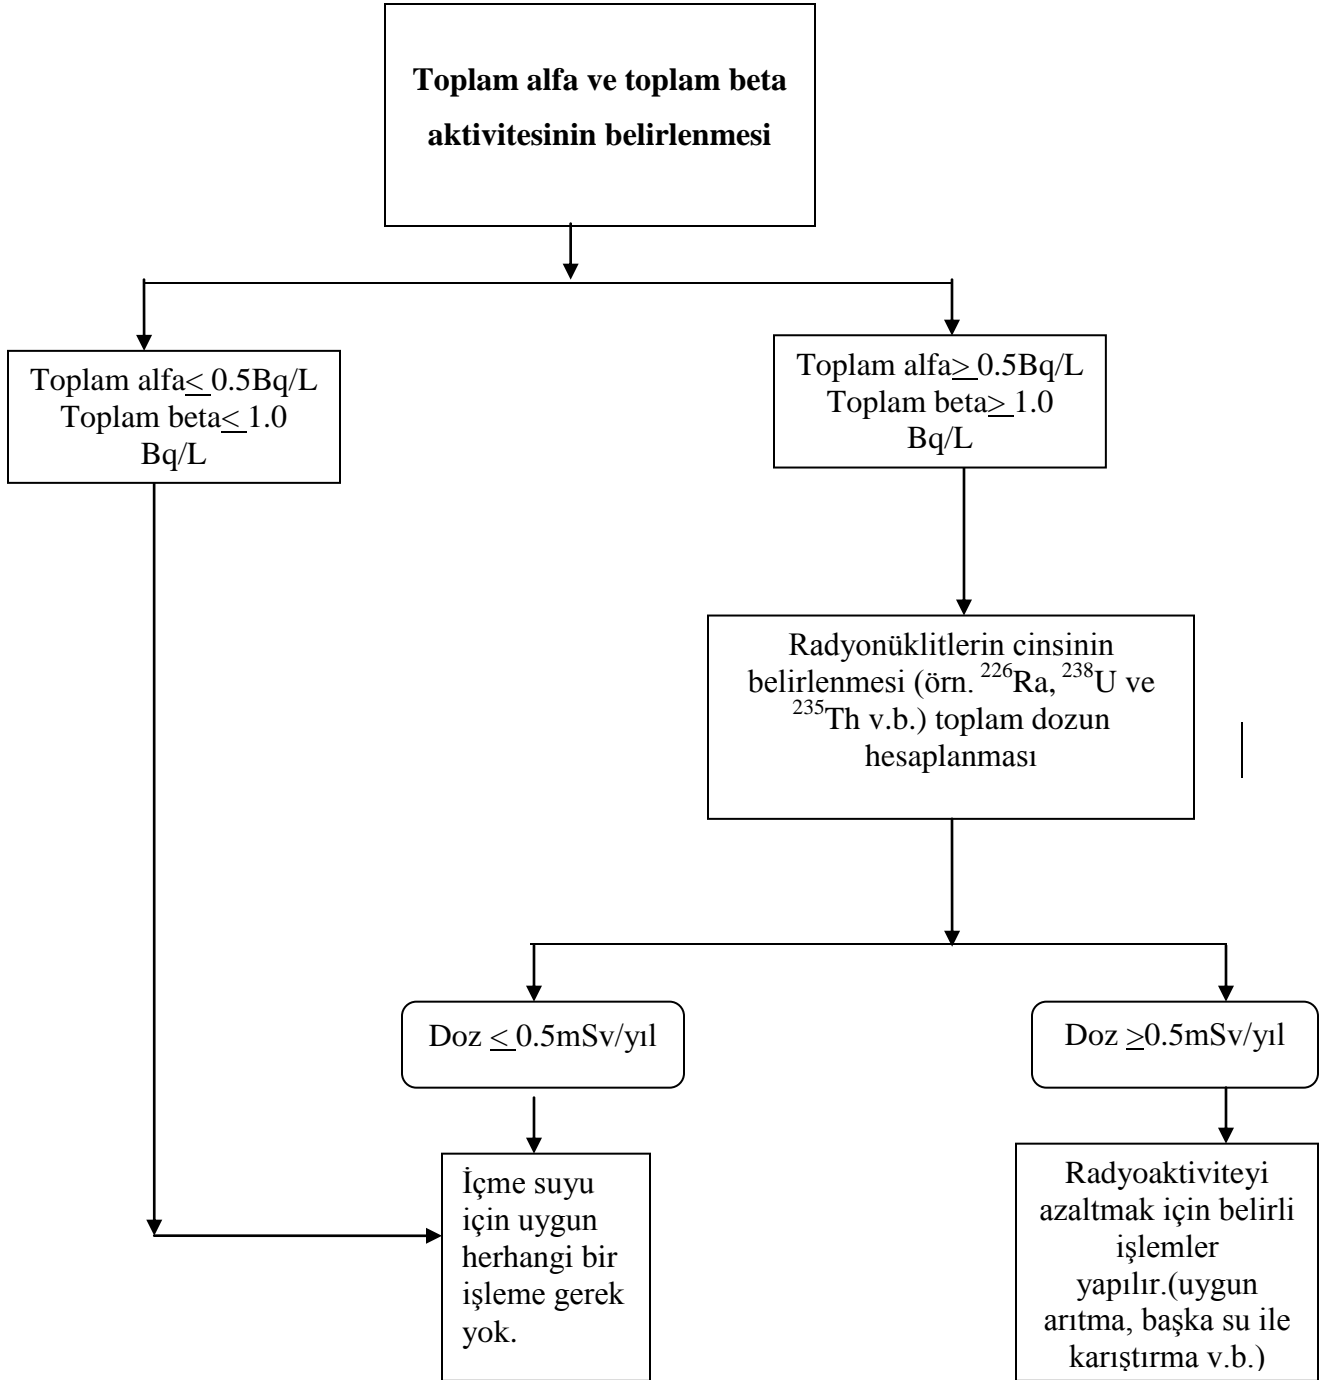 Toplam alfa ve toplam beta
aktivitesinin belirlenmesi
Toplam alfa≤ 0.5Bq/L
Toplam beta≤ 1.0
Bq/L
Toplam alfa≥ 0.5Bq/L
Toplam beta≥ 1.0
Bq/L
Radyonüklitlerin cinsinin
belirlenmesi (örn. ²²⁶Ra, ²³⁸U ve
²³⁵Th v.b.) toplam dozun
hesaplanması
Doz ≤ 0.5mSv/yıl
Doz ≥0.5mSv/yıl
İçme suyu
için uygun
herhangi bir
işleme gerek
yok.
Radyoaktiviteyi
azaltmak için belirli
işlemler
yapılır.(uygun
arıtma, başka su ile
karıştırma v.b.)